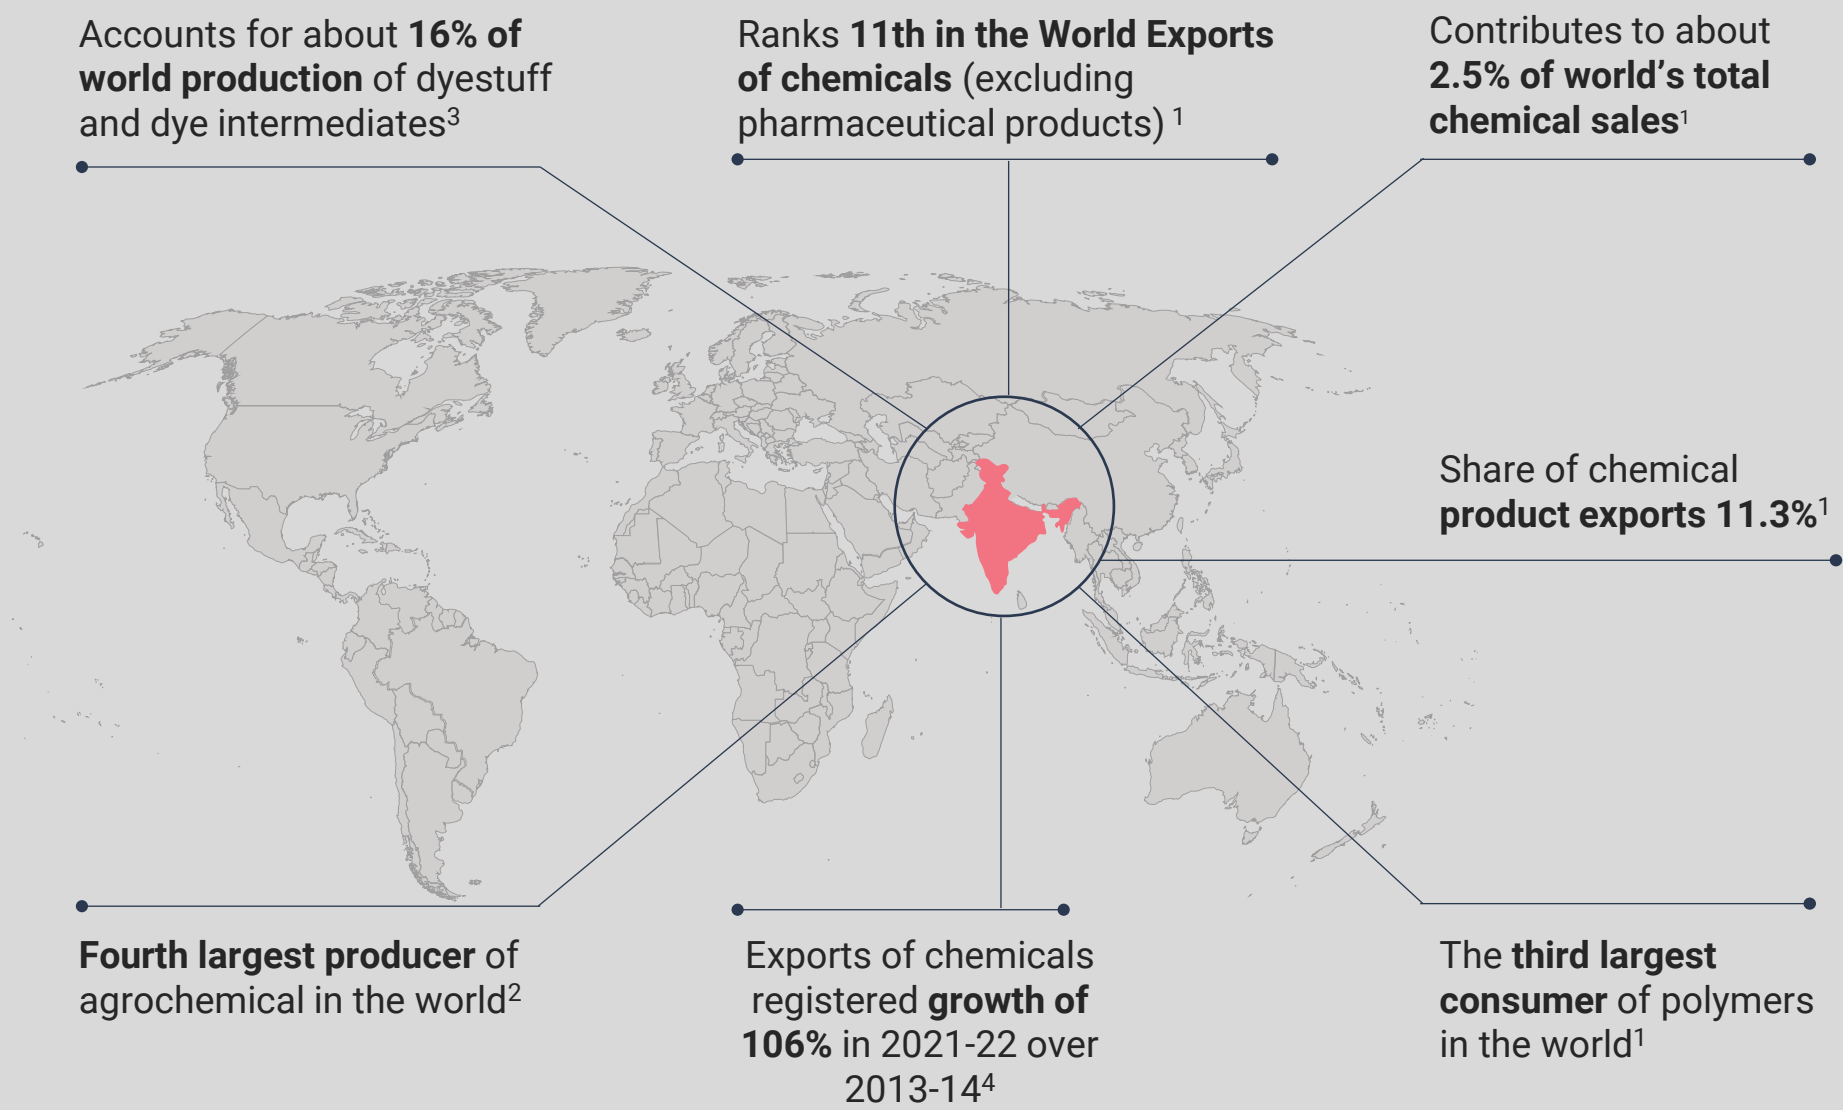 Accounts for about 16% of
world production of dyestuff
and dye intermediates³
Ranks 11th in the World Exports
of chemicals (excluding
pharmaceutical products) ¹
Contributes to about
2.5% of world’s total
chemical sales¹
Share of chemical
product exports 11.3%¹
Fourth largest producer of
agrochemical in the world²
Exports of chemicals
registered growth of
106% in 2021-22 over
2013-14⁴
The third largest
consumer of polymers
in the world¹